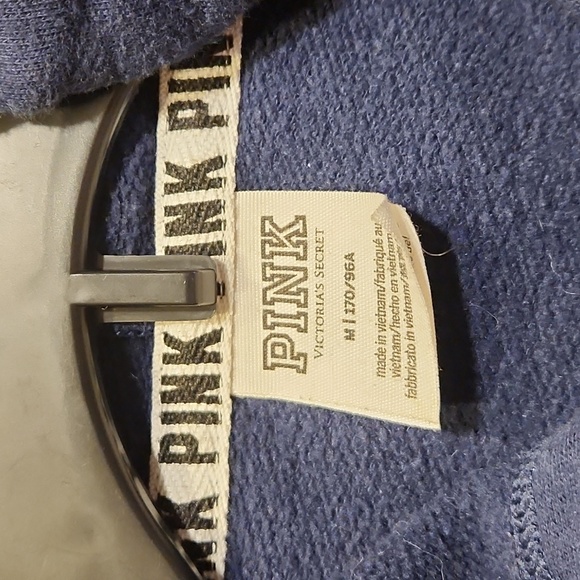 PINK PINK PINK PINK
PINK
VICTORIA'S SECRET
M | 170/96A
made in vietnam/fabriqué au
vietnam/hecho en vietnam
fabbricato in vietnam/